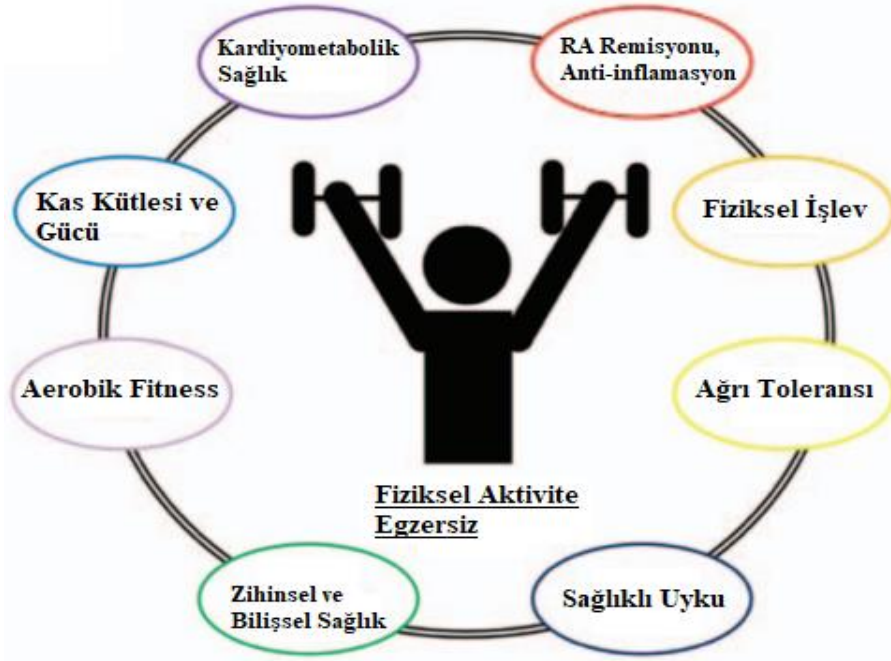 Kardiyometabolik
Sağlık
RA Remisyonu,
Anti-inflamasyon
Kas Kütlesi ve
Gücü
Fiziksel İşlev
Aerobik Fitness
Ağrı Toleransı
Fiziksel Aktivite
Egzersiz
Zihinsel ve
Bilişsel Sağlık
Sağlıklı Uyku